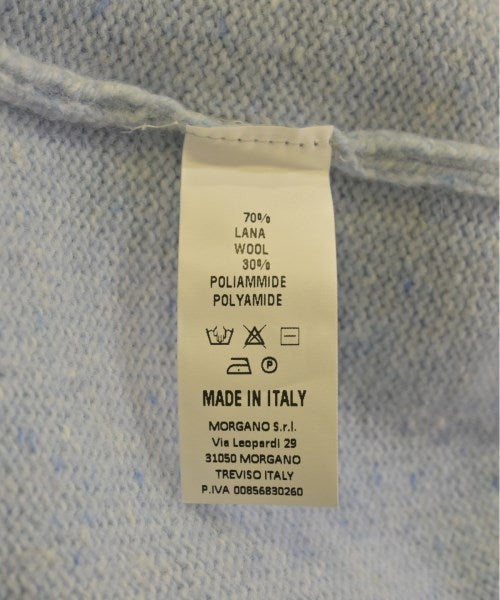 70%
LANA
WOOL
30%
POLIAMMIDE
POLYAMIDE
P
MADE IN ITALY
MORGANO S.r.l.
Via Leopardi 29
31050 MORGANO
TREVISO ITALY
P.IVA 00856830260